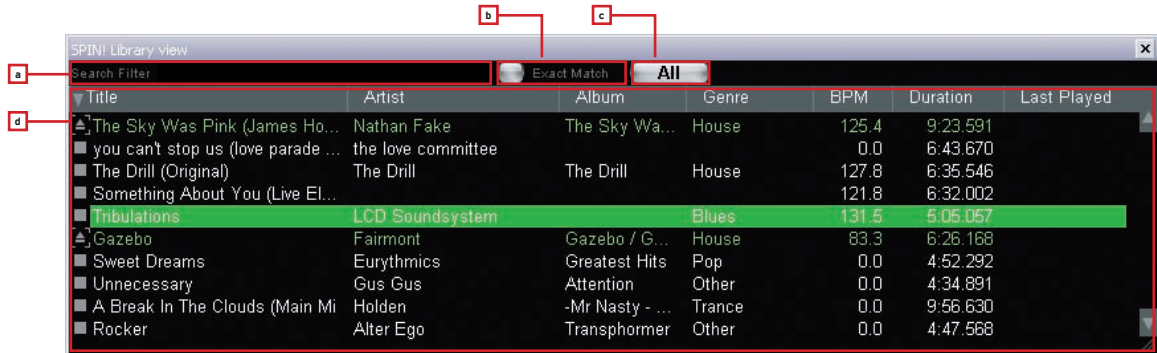 b c
SPIN! Library view
a Search Filter Exact Match All
Title Artist Album Genre BPM Duration Last Played
d
The Sky Was Pink (James Ho... Nathan Fake The Sky Wa... House 125.4 9:23.591
you can't stop us (love parade ... the love committee 0.0 6:43.670
The Drill (Original) The Drill The Drill House 127.8 6:35.546
Something About You (Live El... 121.8 6:32.002
Tribulations LCD Soundsystem Blues 131.5 5:05.057
Gazebo Fairmont Gazebo / G... House 83.3 6:26.168
Sweet Dreams Eurythmics Greatest Hits Pop 0.0 4:52.292
Unnecessary Gus Gus Attention Other 0.0 4:34.891
A Break In The Clouds (Main Mi Holden -Mr Nasty - ... Trance 0.0 9:56.630
Rocker Alter Ego Transphormer Other 0.0 4:47.568